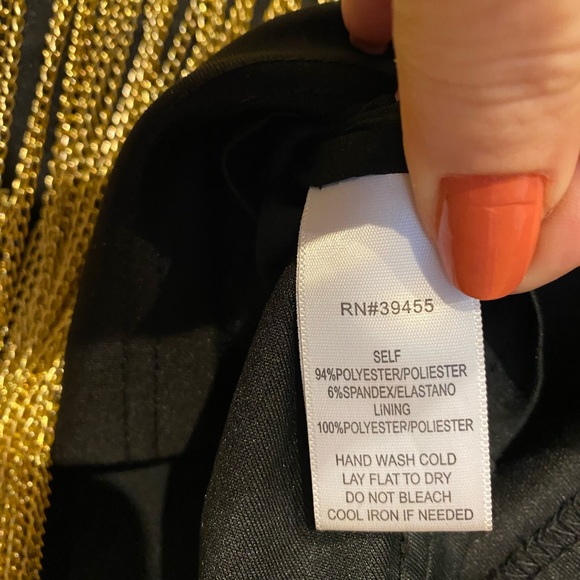 RN#39455
SELF
94%POLYESTER/POLIESTER
6%SPANDEX/ELASTANO
LINING
100%POLYESTER/POLIESTER
HAND WASH COLD
LAY FLAT TO DRY
DO NOT BLEACH
COOL IRON IF NEEDED